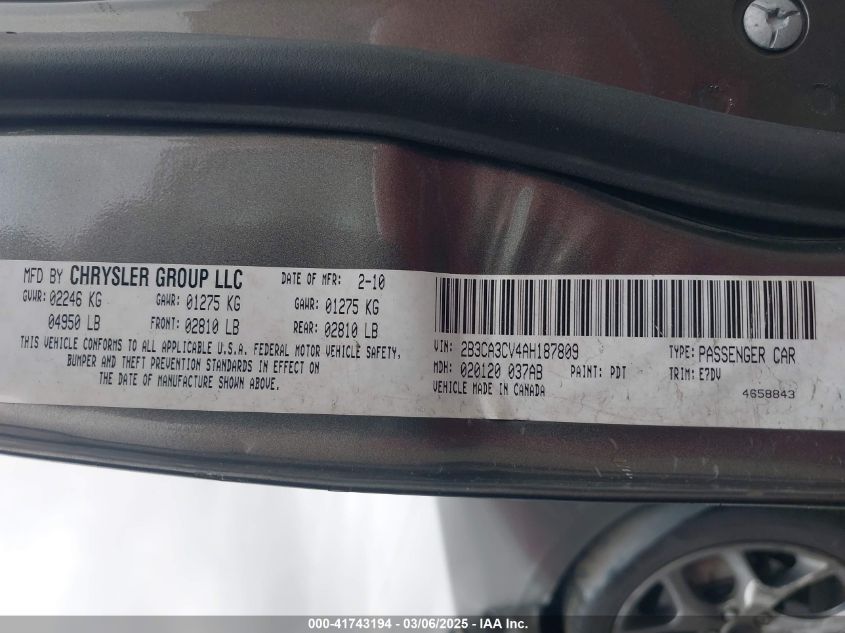 MFD BY CHRYSLER GROUP LLC DATE OF MFR: 2-10
GVWR: 02246 KG GAWR: 01275 KG GAWR: 01275 KG
04950 LB FRONT: 02810 LB REAR: 02810 LB
THIS VEHICLE CONFORMS TO ALL APPLICABLE U.S.A. FEDERAL MOTOR VEHICLE SAFETY,
BUMPER AND THEFT PREVENTION STANDARDS IN EFFECT ON
THE DATE OF MANUFACTURE SHOWN ABOVE.
VIN: 2B3CA3CV4AH187809 TYPE: PASSENGER CAR
MDH: 020120 037AB PAINT: PDT TRIM: E7DV
VEHICLE MADE IN CANADA 4658843
000-41743194 - 03/06/2025 - IAA Inc.